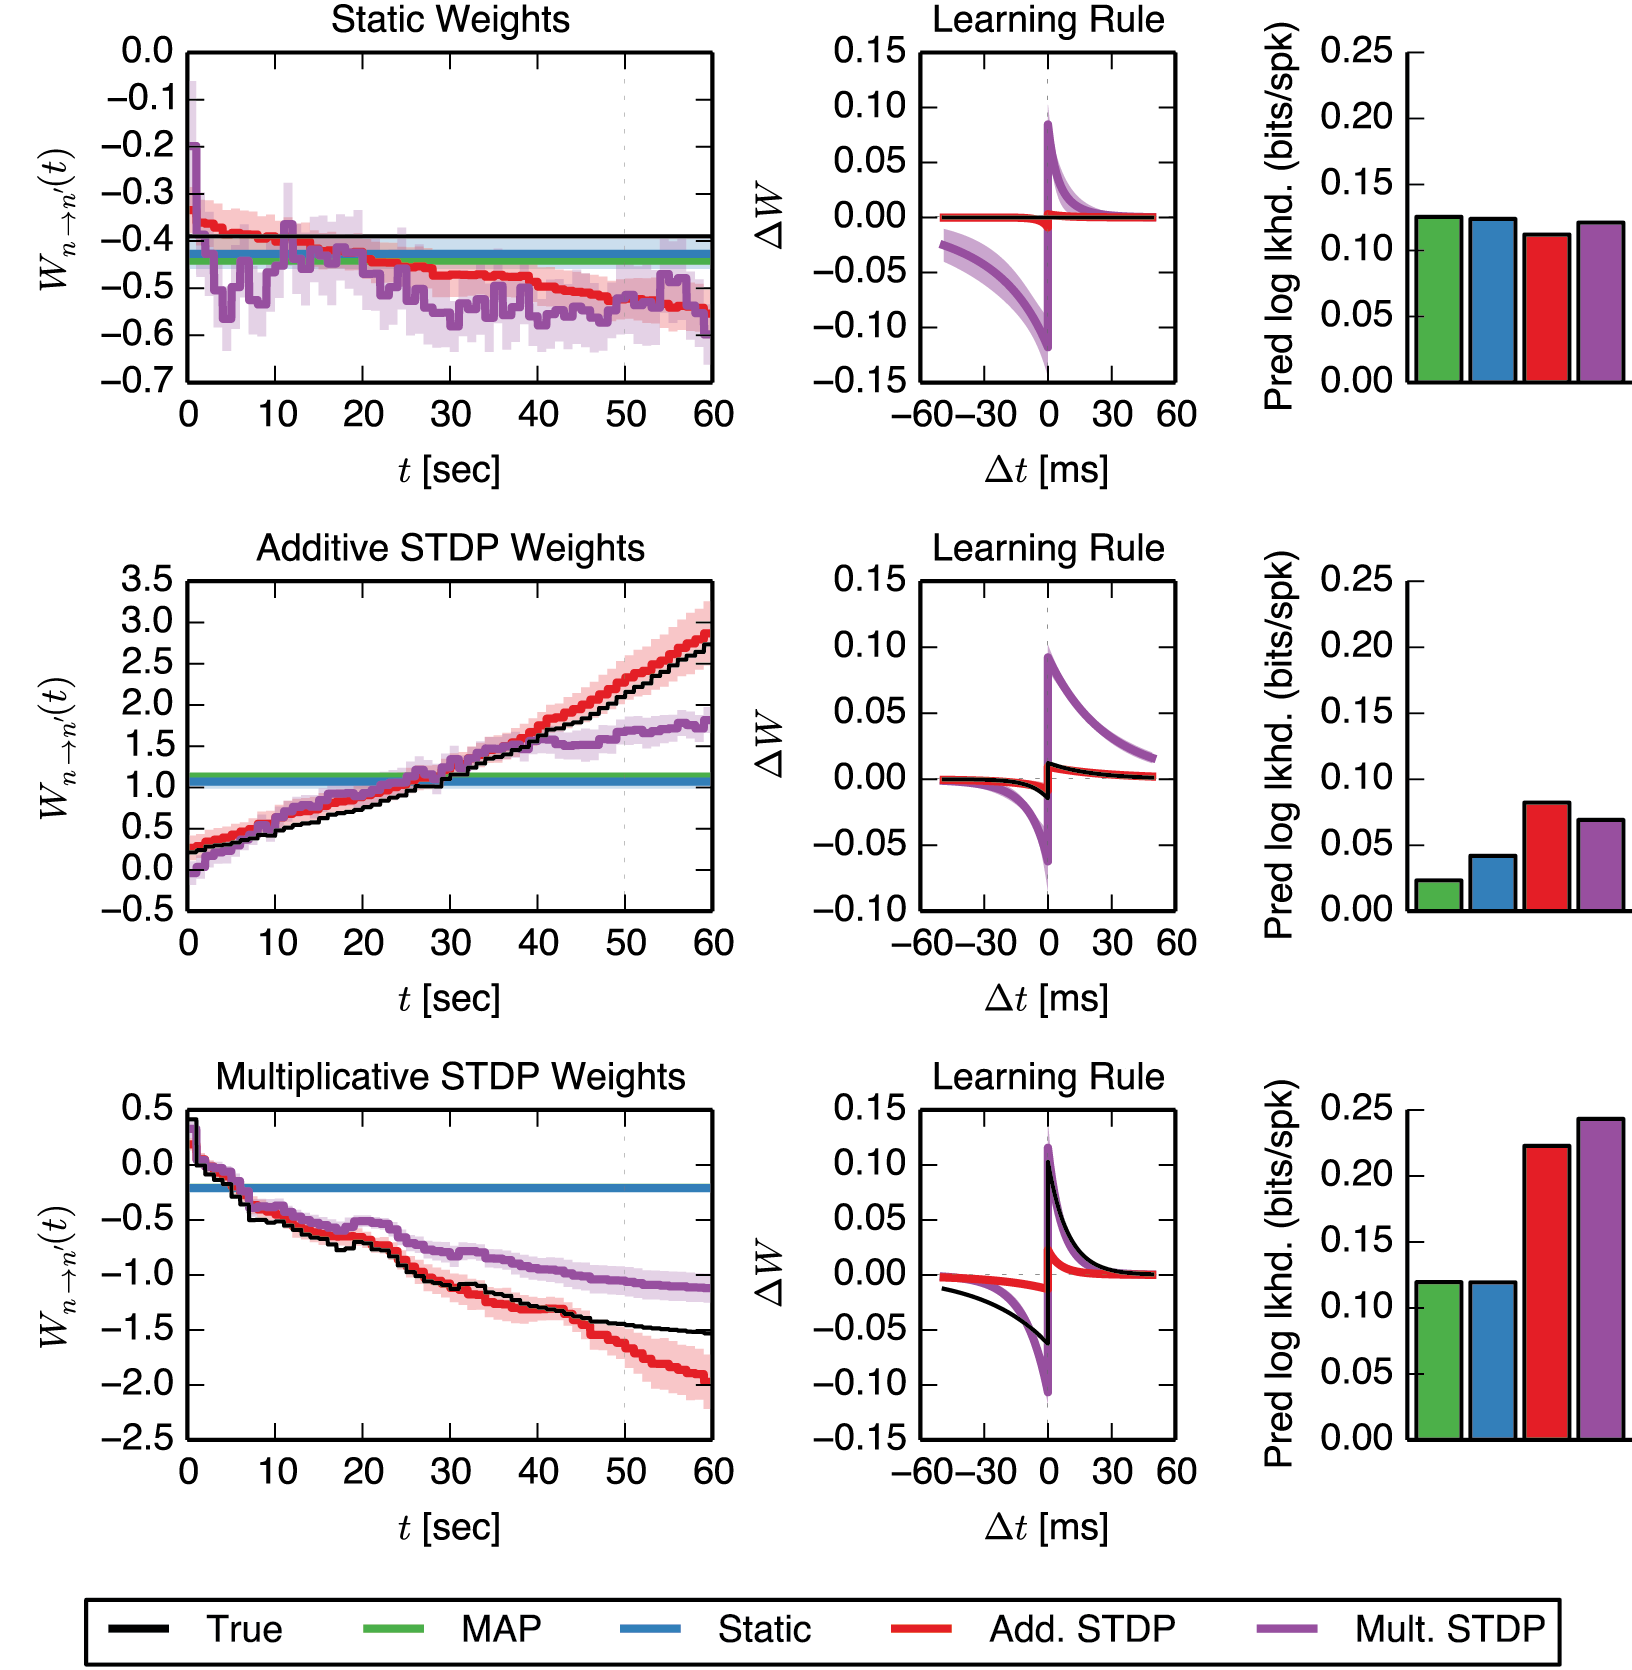 Static Weights
Learning Rule
0.0
−0.1
−0.2
−0.3
−0.4
−0.5
−0.6
−0.7
W n→n′ (t)
0 10 20 30 40 50 60
t [sec]
0.15
0.10
0.05
0.00
−0.05
−0.10
−0.15
ΔW
−60 −30 0 30 60
Δt [ms]
0.25
0.20
0.15
0.10
0.05
0.00
Pred log lkhd. (bits/spk)
Additive STDP Weights
Learning Rule
3.5
3.0
2.5
2.0
1.5
1.0
0.5
0.0
−0.5
W n→n′ (t)
0 10 20 30 40 50 60
t [sec]
0.15
0.10
0.05
0.00
−0.05
−0.10
ΔW
−60 −30 0 30 60
Δt [ms]
0.25
0.20
0.15
0.10
0.05
0.00
Pred log lkhd. (bits/spk)
Multiplicative STDP Weights
Learning Rule
0.5
0.0
−0.5
−1.0
−1.5
−2.0
−2.5
W n→n′ (t)
0 10 20 30 40 50 60
t [sec]
0.15
0.10
0.05
0.00
−0.05
−0.10
−0.15
ΔW
−60 −30 0 30 60
Δt [ms]
0.25
0.20
0.15
0.10
0.05
0.00
Pred log lkhd. (bits/spk)
True MAP Static Add. STDP Mult. STDP